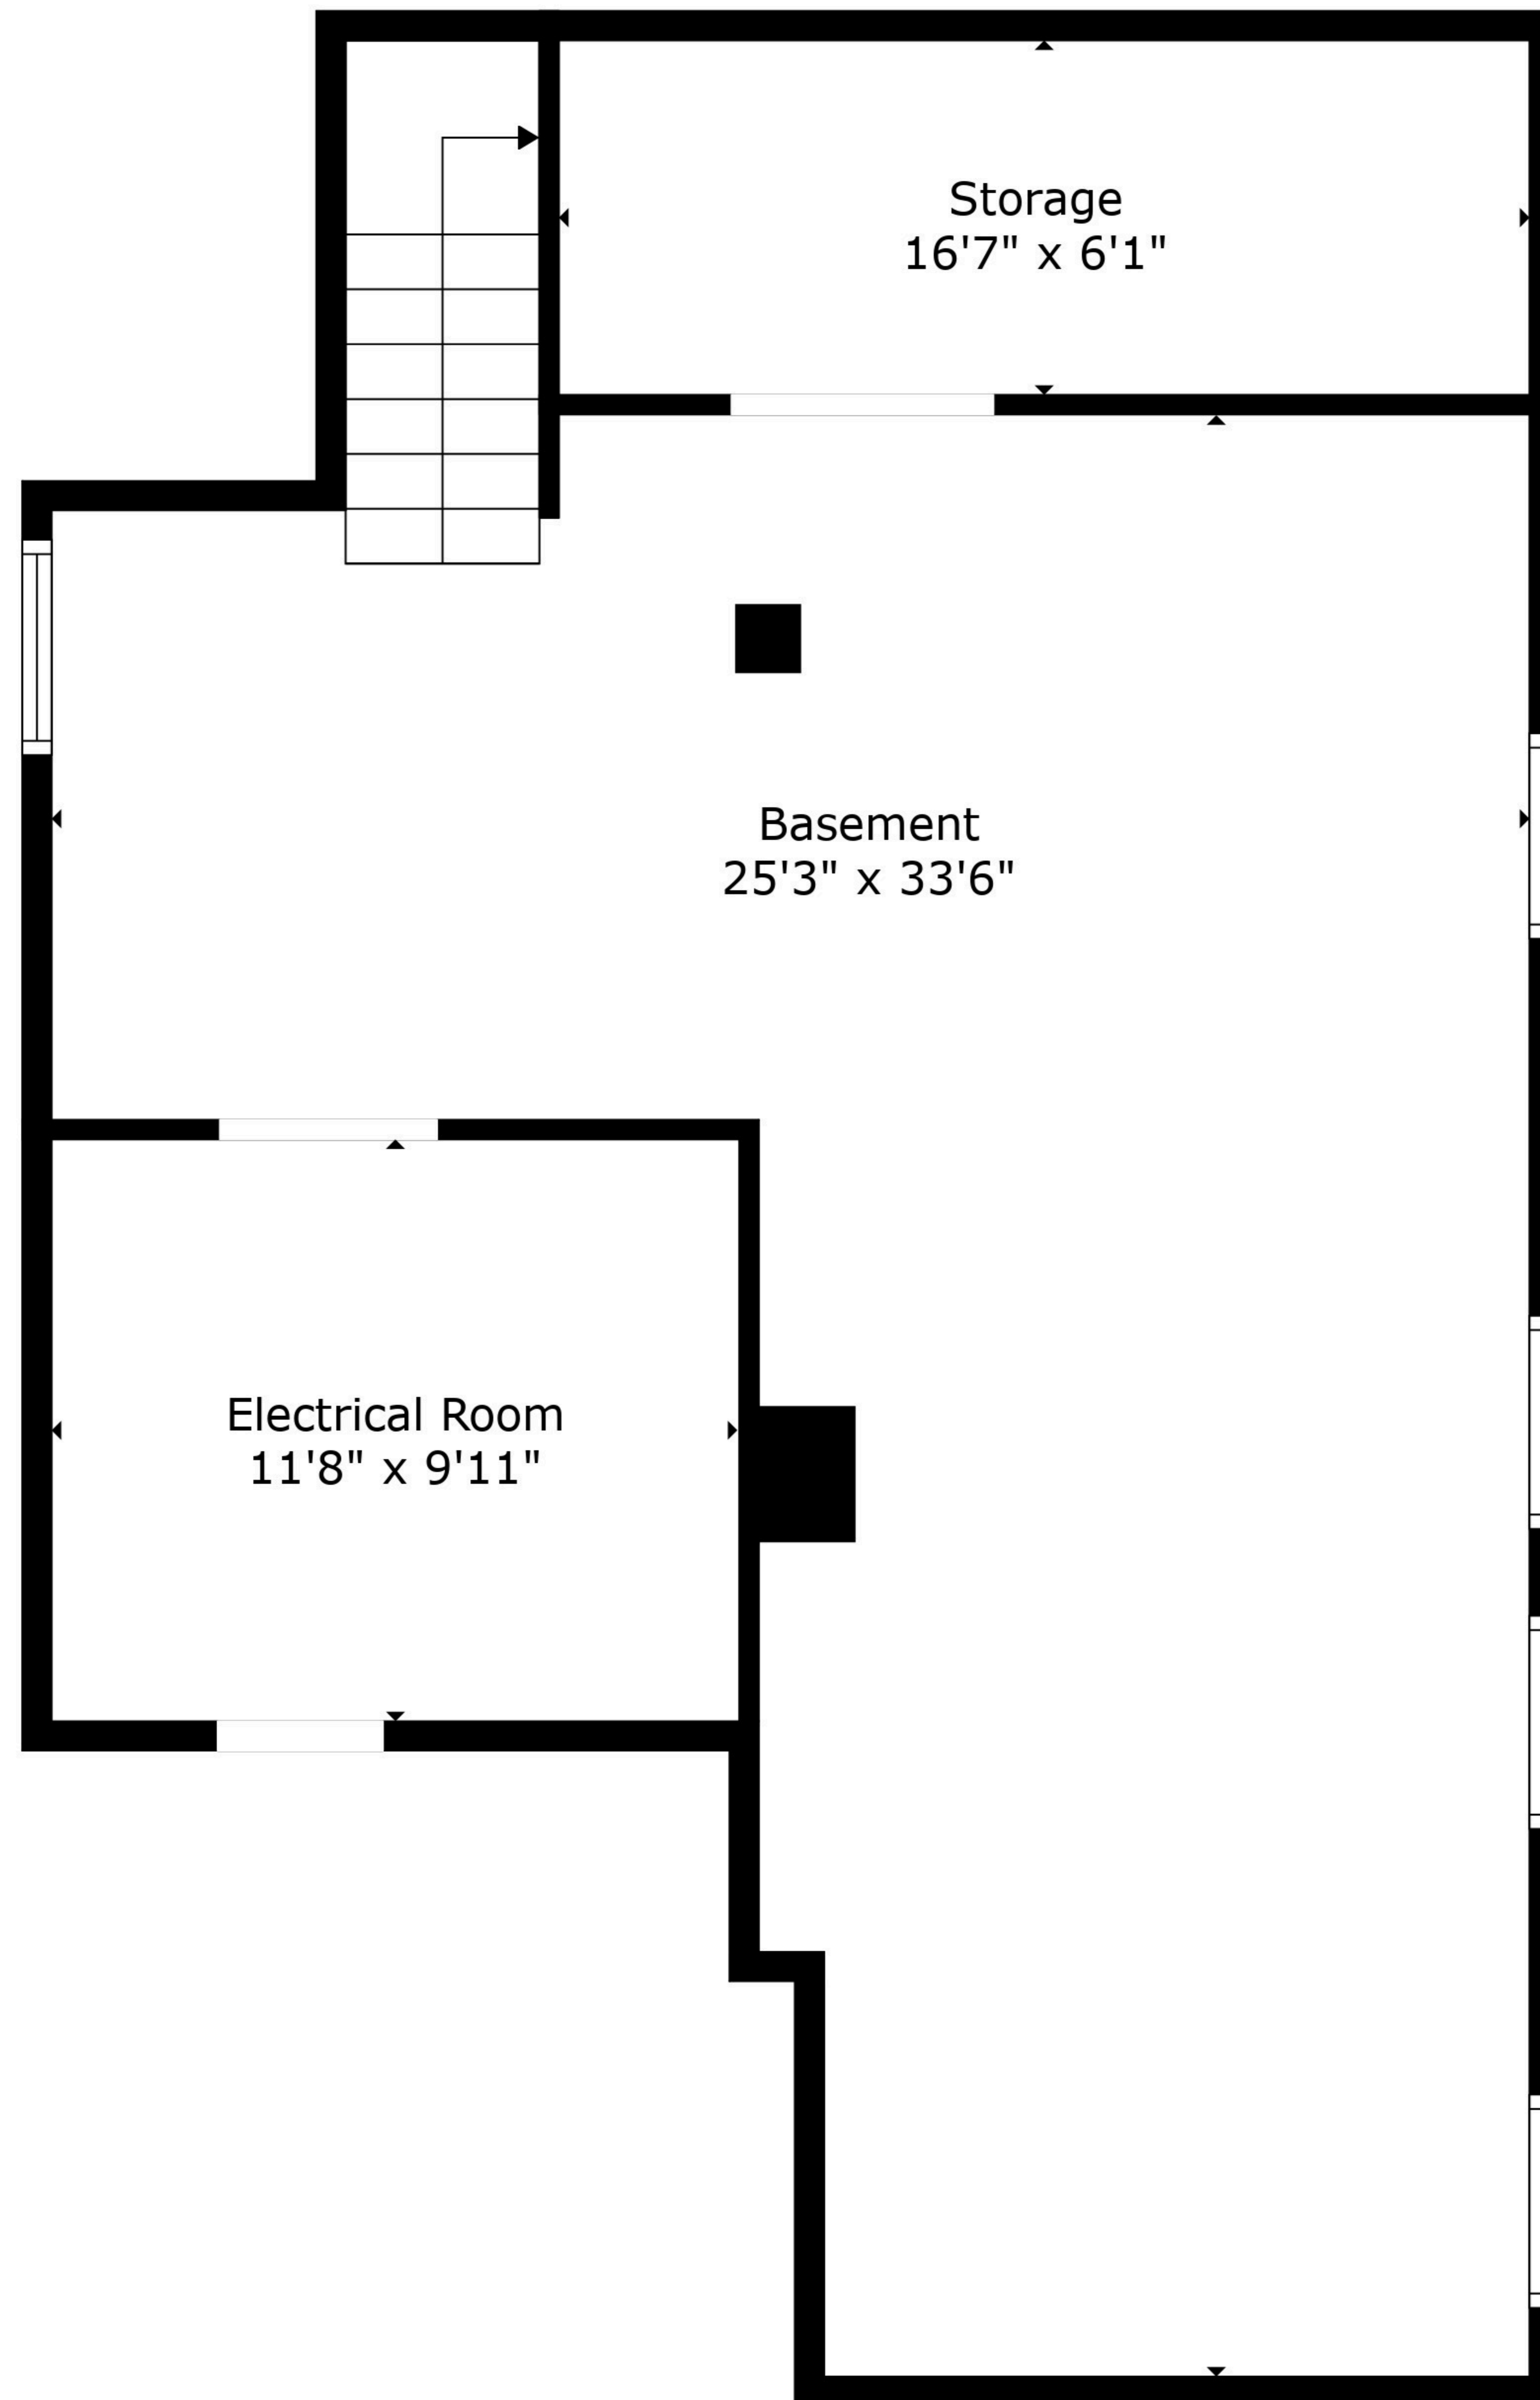 Storage
16'7" x 6'1"
Basement
25'3" x 33'6"
Electrical Room
11'8" x 9'11"